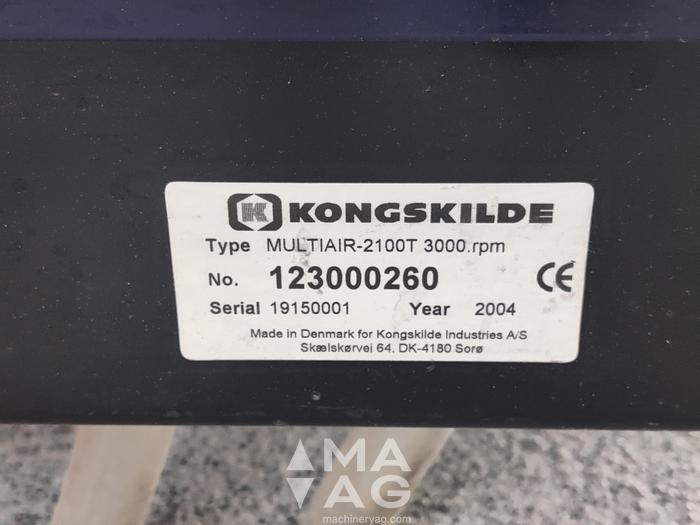 KONGSKILDE
Type MULTIAIR-2100T 3000.rpm
No. 123000260 CE
Serial 19150001 Year 2004
Made in Denmark for Kongskilde Industries A/S
Skælskørvej 64, DK-4180 Sorø
MA
AG
machineryag.com